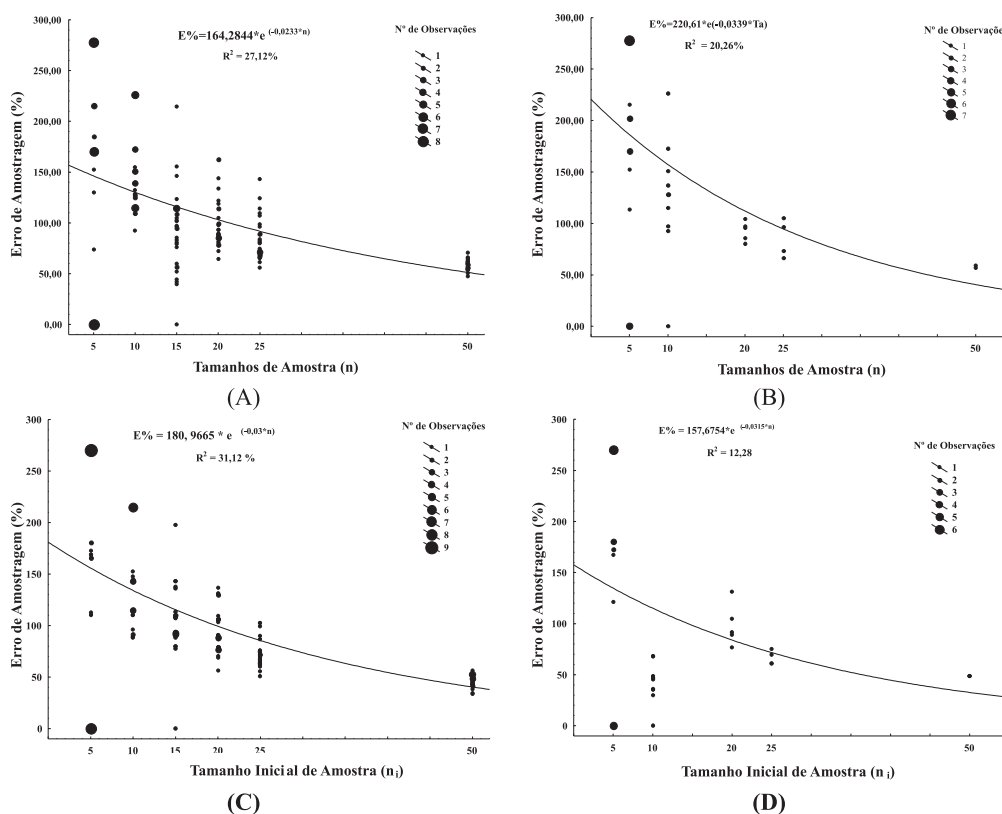 E%=164,2844*e (-0,0233*n)
R² = 27,12%
Nº de Observações
1
2
3
4
5
6
7
8
300,00
250,00
200,00
150,00
100,00
50,00
0,00
Erro de Amostragem (%)
5 10 15 20 25 50
Tamanhos de Amostra (n)
(A)
E%=220,61*e(-0,0339*Ta)
R² = 20,26%
Nº de Observações
1
2
3
4
5
6
7
300,00
250,00
200,00
150,00
100,00
50,00
0,00
Erro de Amostragem (%)
5 10 20 25 50
Tamanhos de Amostra (n)
(B)
E% = 180, 9665 * e (-0,03*n)
R² = 31,12 %
Nº de Observações
1
2
3
4
5
6
7
8
9
300
250
200
150
100
50
0
Erro de Amostragem (%)
5 10 15 20 25 50
Tamanho Inicial de Amostra (n i)
(C)
E% = 157,6754*e (-0,0315*n)
R² = 12,28
Nº de Observações
1
2
3
4
5
6
300
250
200
150
100
50
0
Erro de Amostragem (%)
5 10 20 25 50
Tamanho Inicial de Amostra (n i)
(D)